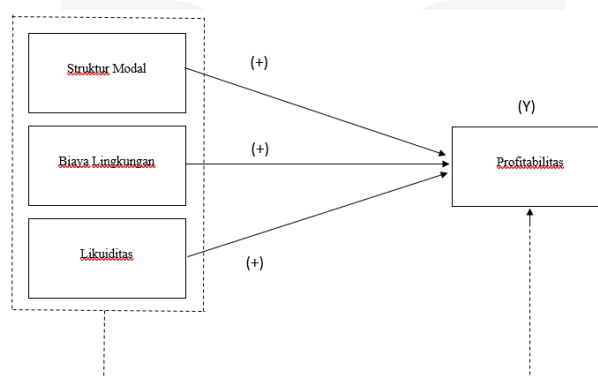 Struktur Modal
(+)
(Y)
Biaya Lingkungan
(+)
Profitabilitas
Likuiditas
(+)